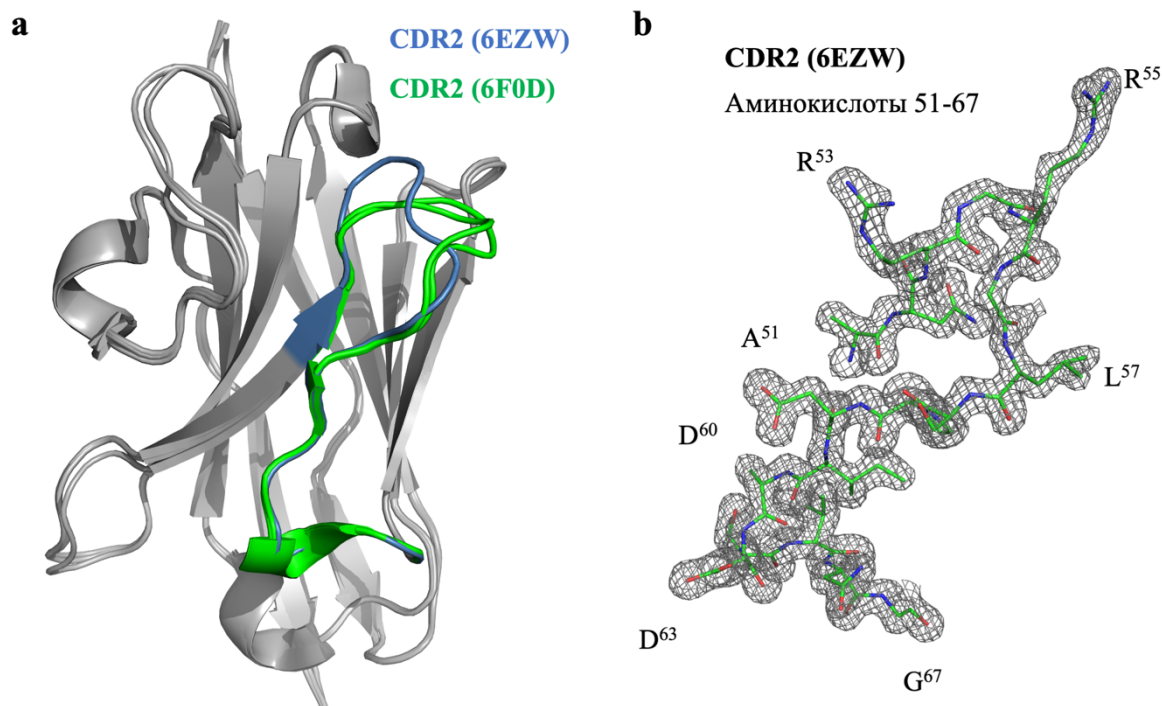 a
CDR2 (6EZW)
CDR2 (6F0D)
b
CDR2 (6EZW)
Аминокислоты 51-67
R⁵⁵
R⁵³
A⁵¹
L⁵⁷
D⁶⁰
D⁶³
G⁶⁷